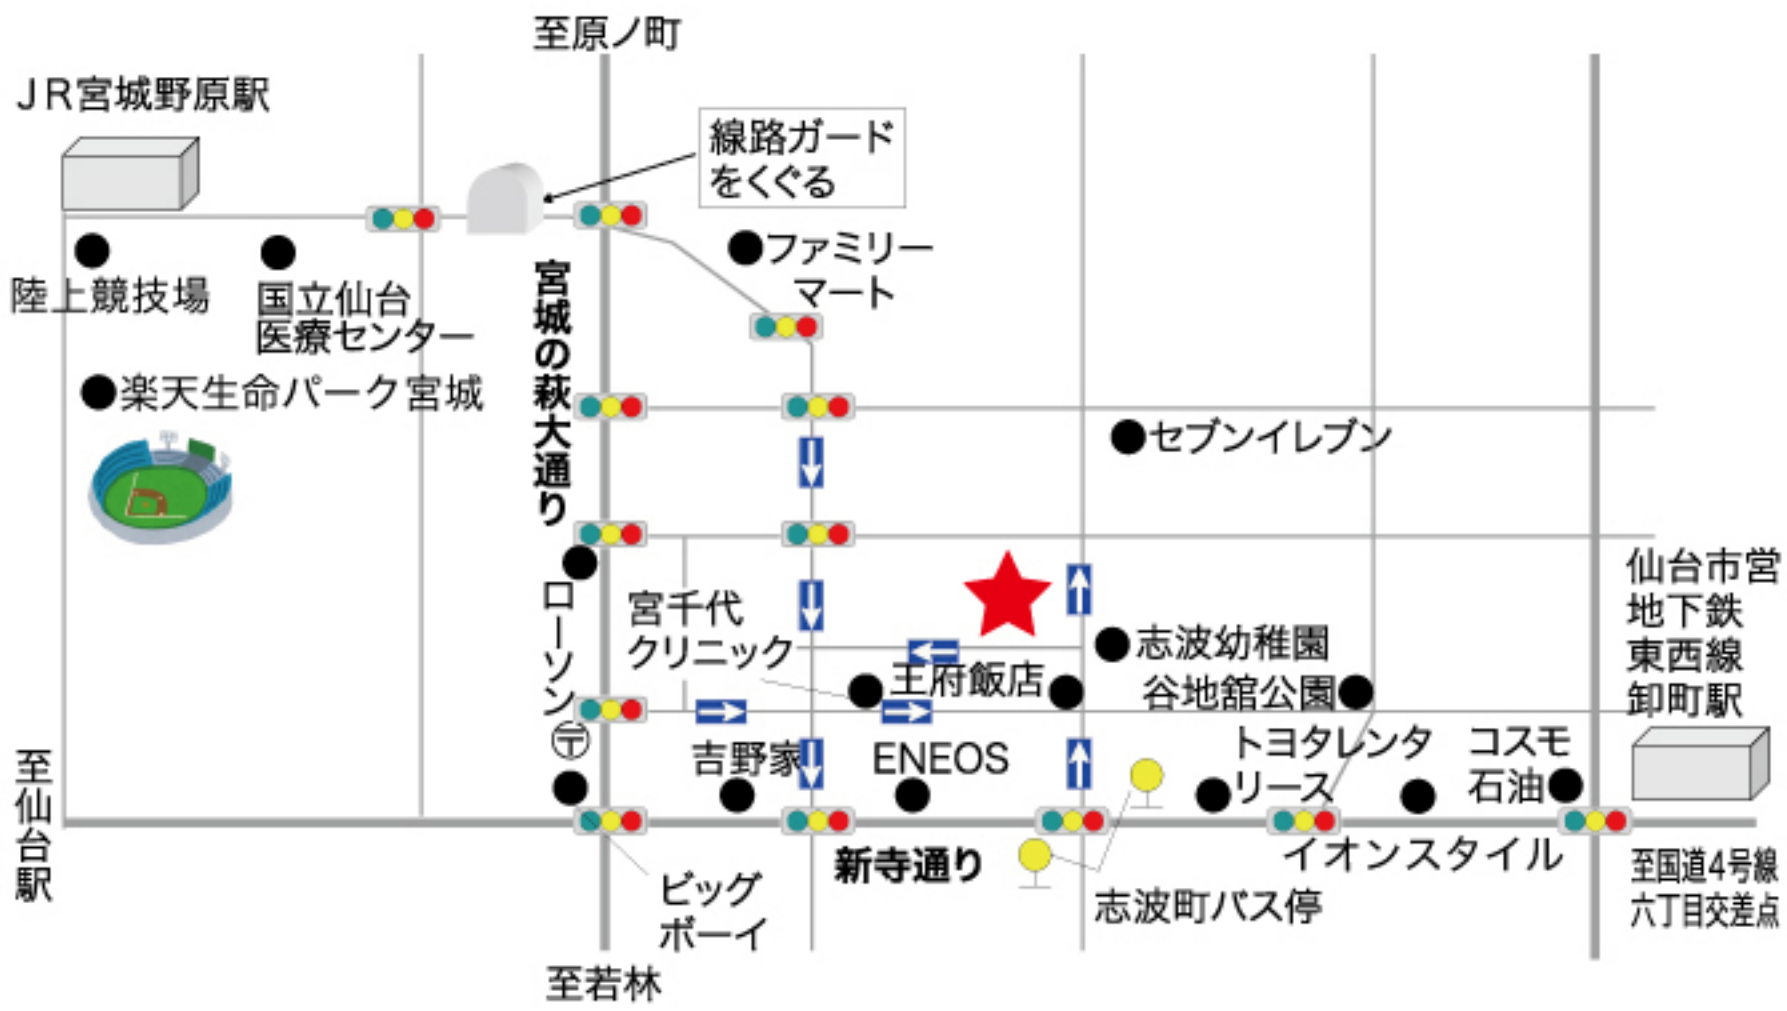 至原ノ町
JR宮城野原駅
線路ガード
をくぐる
ファミリー
マート
陸上競技場
国立仙台
医療センター
楽天生命パーク宮城
宮城の萩大通り
セブンイレブン
ローソン
宮千代
クリニック
王府飯店
志波幼稚園
谷地舘公園
仙台市営
地下鉄
東西線
卸町駅
〒
吉野家
ENEOS
トヨタレンタ
リース
コスモ
石油
至仙台駅
新寺通り
イオンスタイル
志波町バス停
ビッグ
ボーイ
至国道4号線
六丁目交差点
至若林